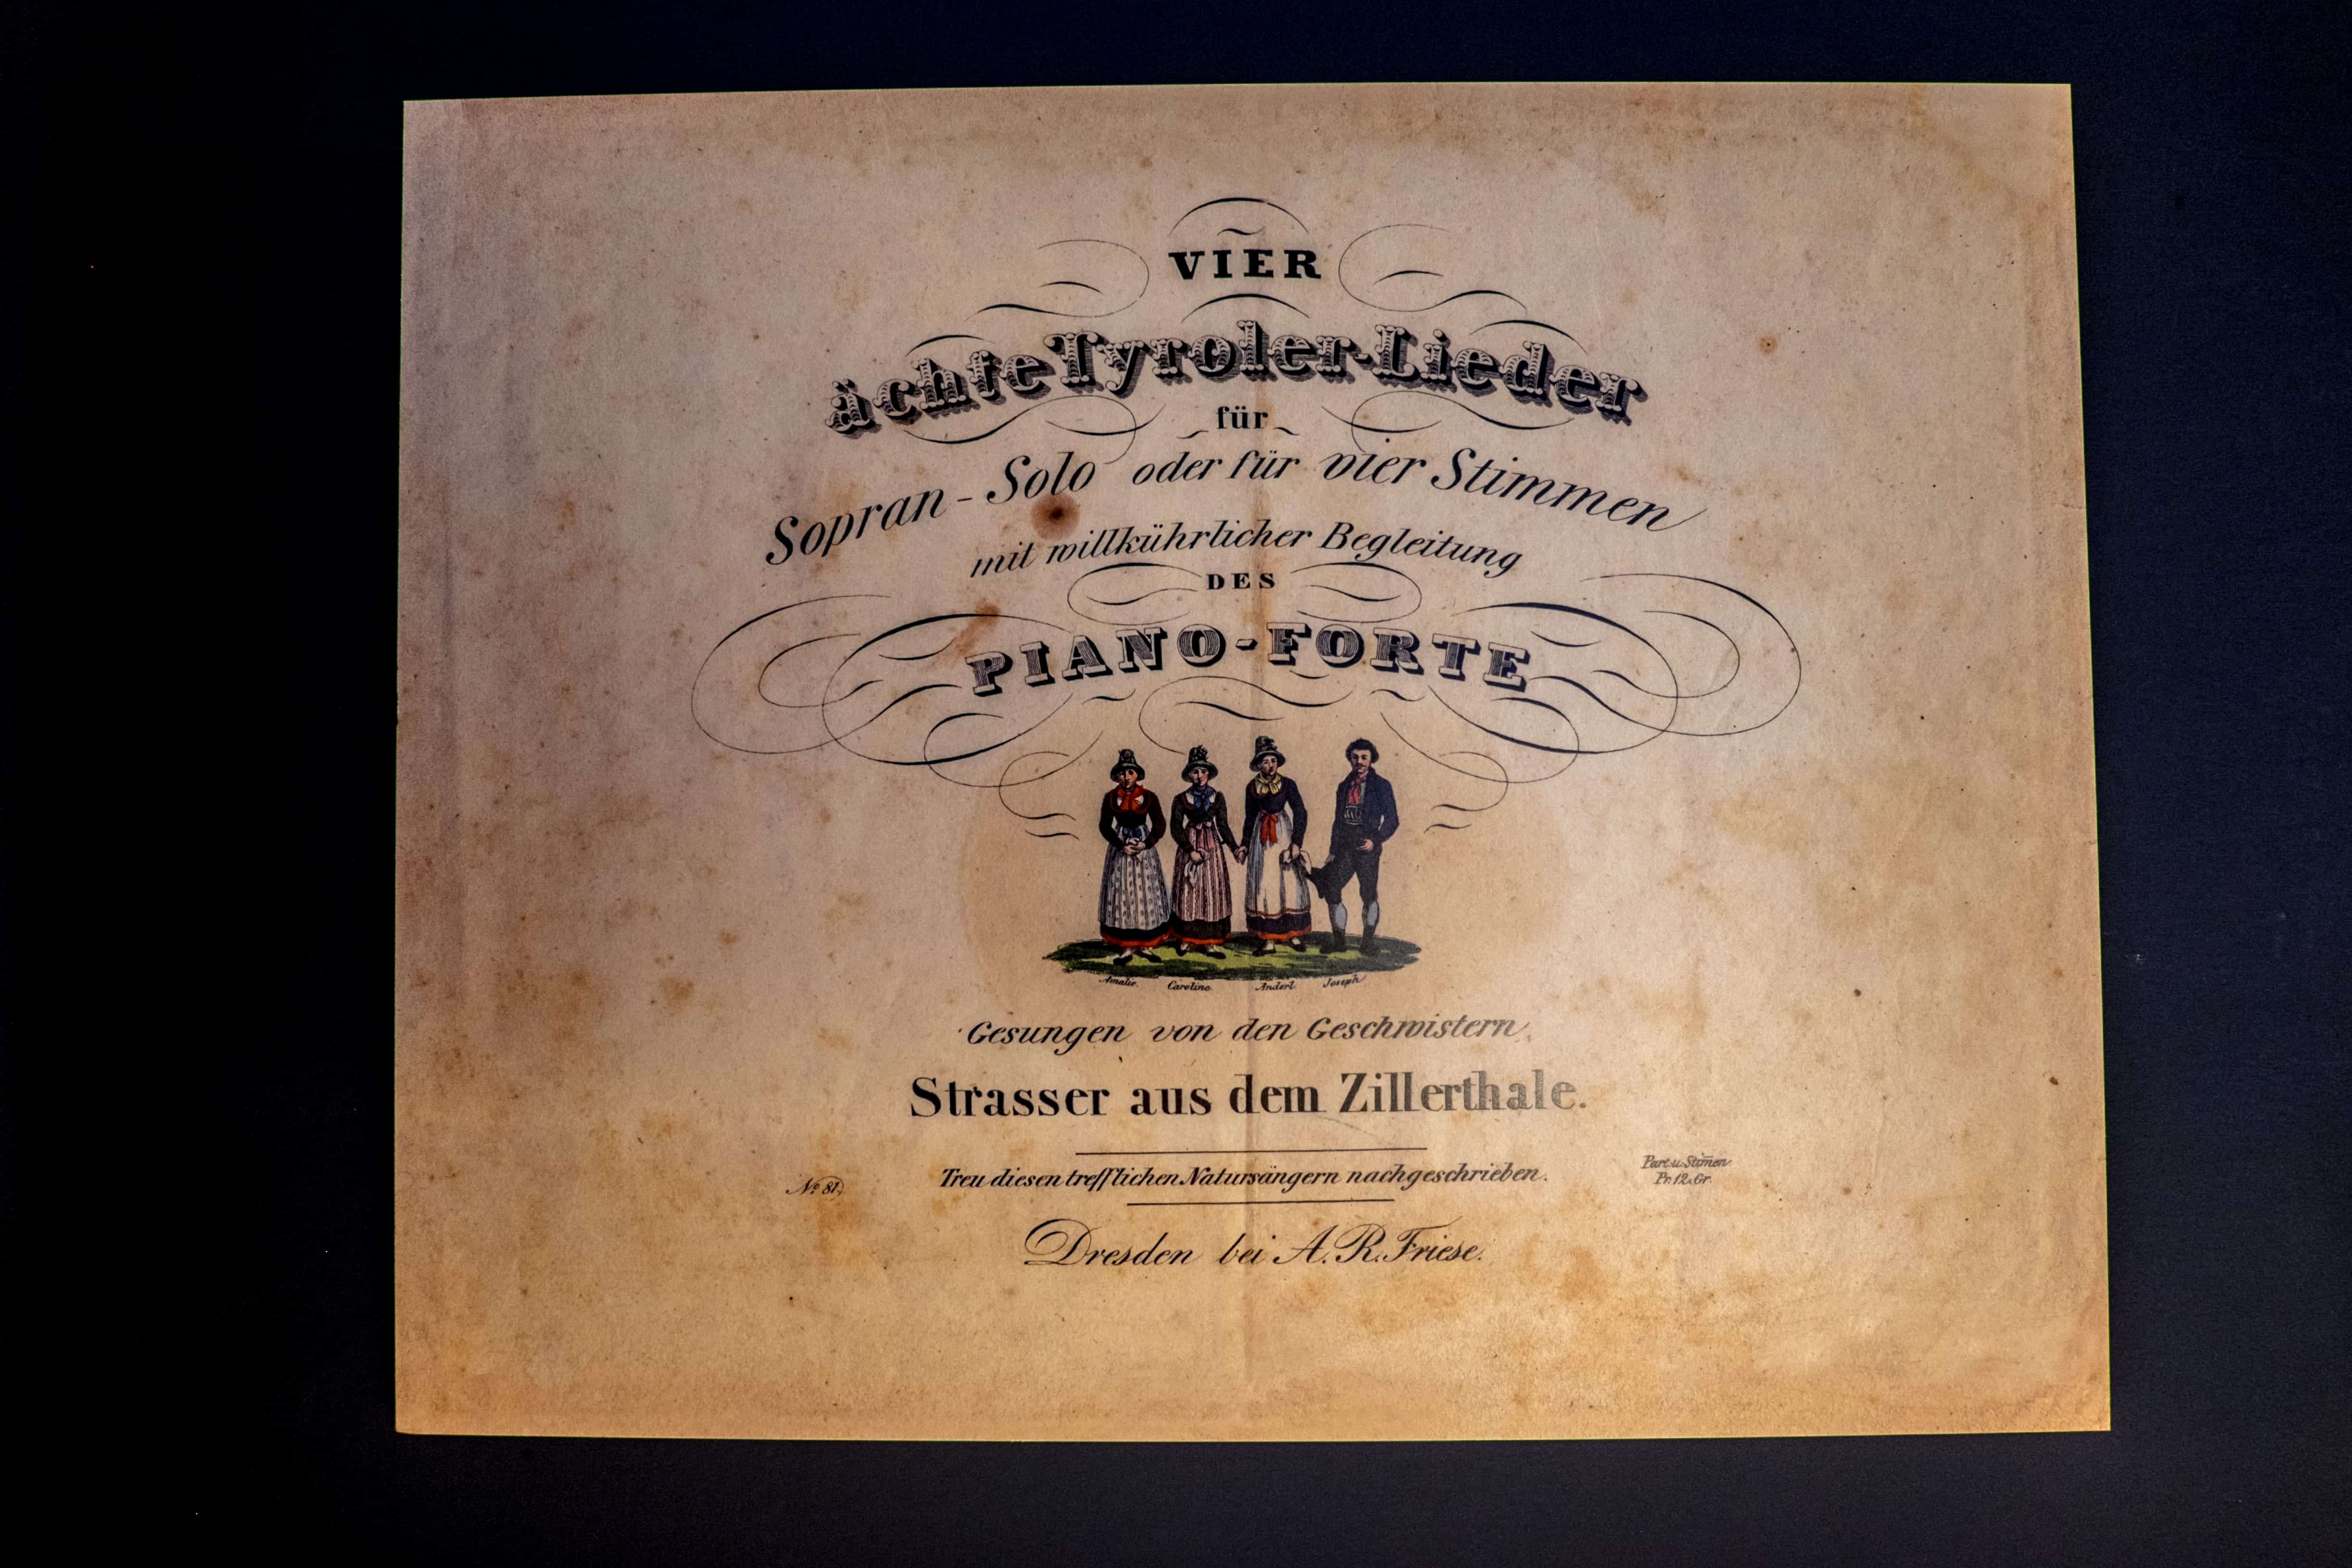 VIER
ächte Tyroler-Lieder
für
Sopran-Solo oder für vier Stimmen
mit willkührlicher Begleitung
DES
PIANO-FORTE
Amalie. Caroline. Anderl. Joseph
Gesungen von den Geschwistern
Strasser aus dem Zillerthale.
Treu diesen trefflichen Natursängern nachgeschrieben.
No 81.
Part. u. Stimen
Pr. 12. Gr.
Dresden bei A. R. Friese.